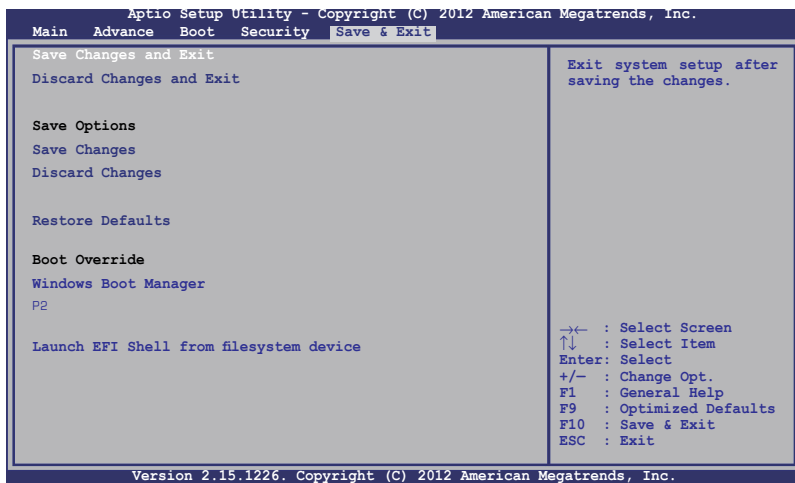 Aptio Setup Utility - Copyright (C) 2012 American Megatrends, Inc.
Main Advance Boot Security Save & Exit
Save Changes and Exit
Discard Changes and Exit
Save Options
Save Changes
Discard Changes
Restore Defaults
Boot Override
Windows Boot Manager
P2
Launch EFI Shell from filesystem device
Exit system setup after
saving the changes.
→← : Select Screen
↑↓ : Select Item
Enter: Select
+/— : Change Opt.
F1 : General Help
F9 : Optimized Defaults
F10 : Save & Exit
ESC : Exit
Version 2.15.1226. Copyright (C) 2012 American Megatrends, Inc.